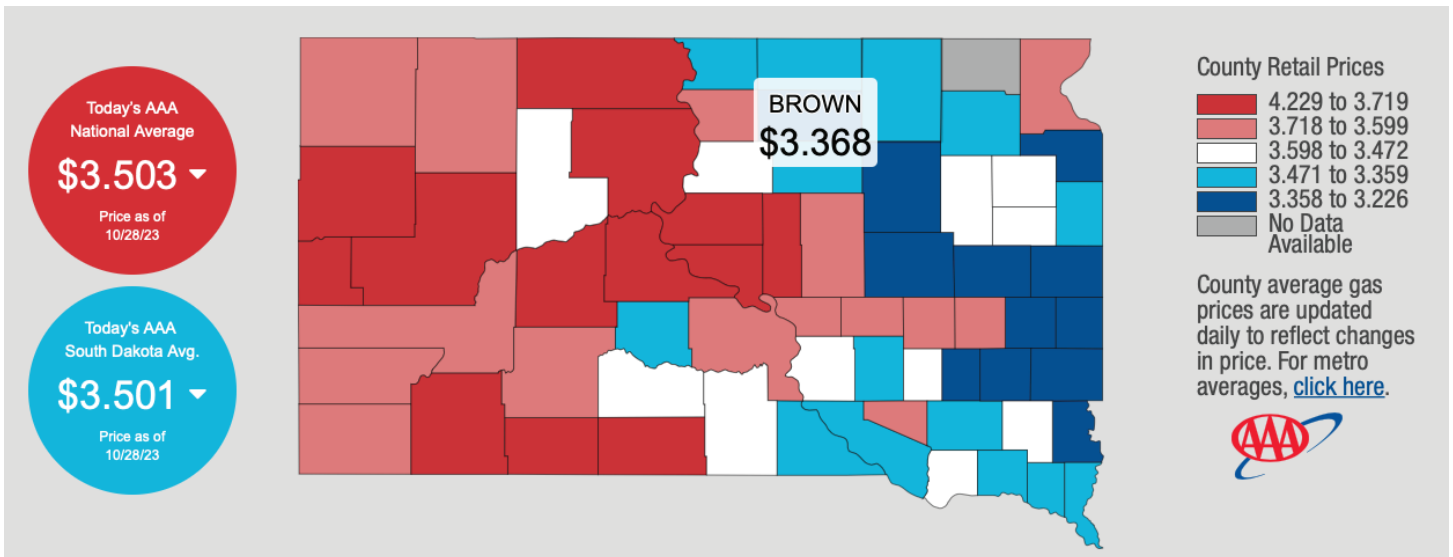 Today's AAA
National Average
$3.503
Price as of
10/28/23
Today's AAA
South Dakota Avg.
$3.501
Price as of
10/28/23
BROWN
$3.368
County Retail Prices
4.229 to 3.719
3.718 to 3.599
3.598 to 3.472
3.471 to 3.359
3.358 to 3.226
No Data
Available
County average gas
prices are updated
daily to reflect changes
in price. For metro
averages, click here.
AAA